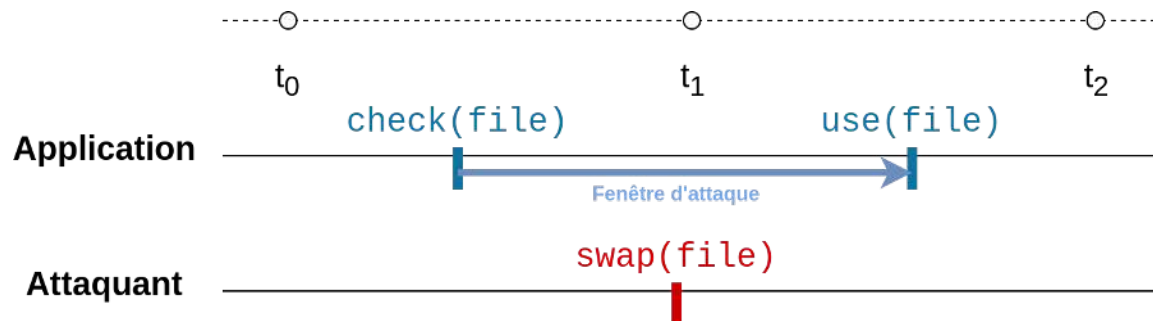 t₀ t₁ t₂
check(file) use(file)
Application
Fenêtre d'attaque
swap(file)
Attaquant